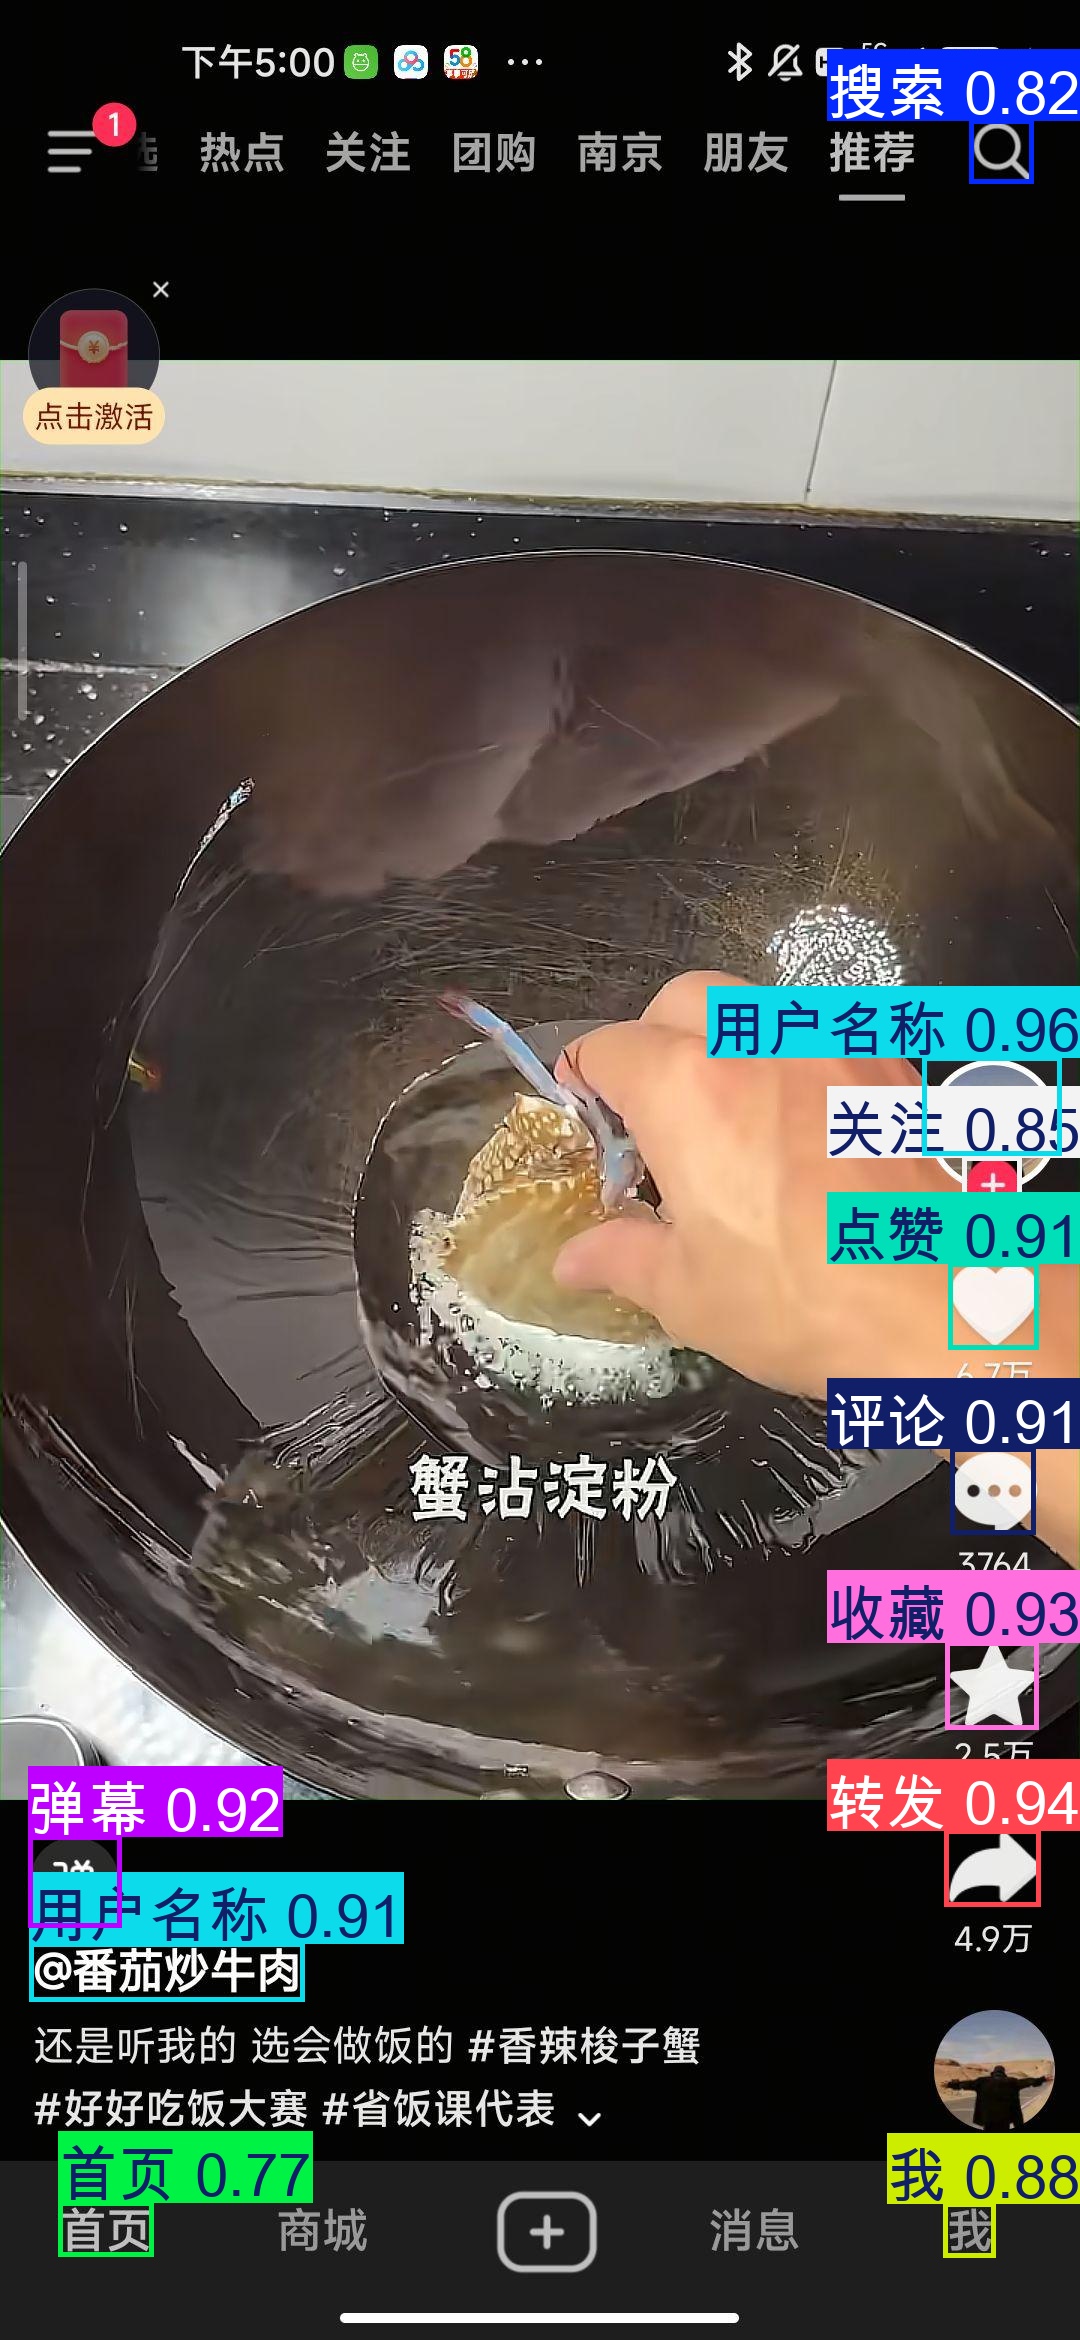 下午5:00
58
搜索 0.82
1
热点 关注 团购 南京 朋友 推荐
点击激活
用户名称 0.96
关注 0.85
点赞 0.91
评论 0.91
蟹沾淀粉
3764
收藏 0.93
2.5万
弹幕 0.92
转发 0.94
用户名称 0.91
4.9万
@番茄炒牛肉
还是听我的 选会做饭的 #香辣梭子蟹
#好好吃饭大赛 #省饭课代表
首页 0.77
我 0.88
首页 商城 消息 我